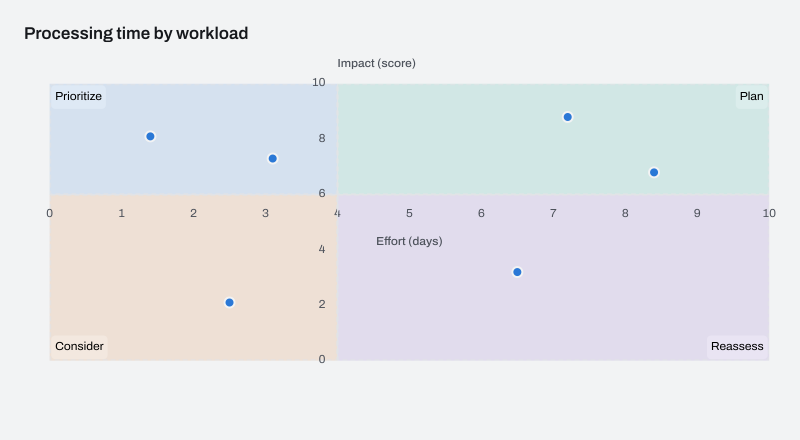 Processing time by workload
Impact (score)
10
Prioritize
Plan
8
6
0 1 2 3 4 5 6 7 8 9 10
4
Effort (days)
2
Consider
Reassess
0